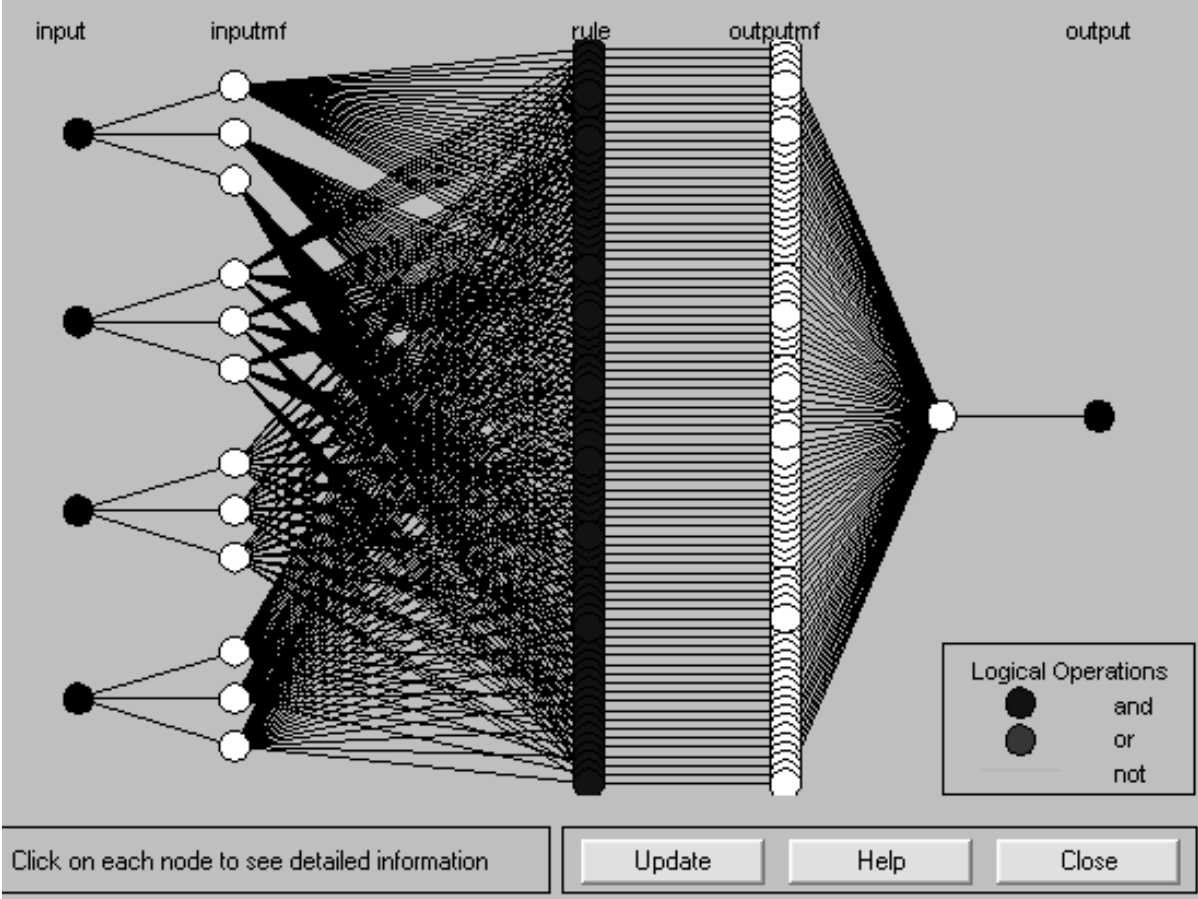 input inputmf rule outputmf output
Logical Operations
and
or
not
Click on each node to see detailed information
Update Help Close